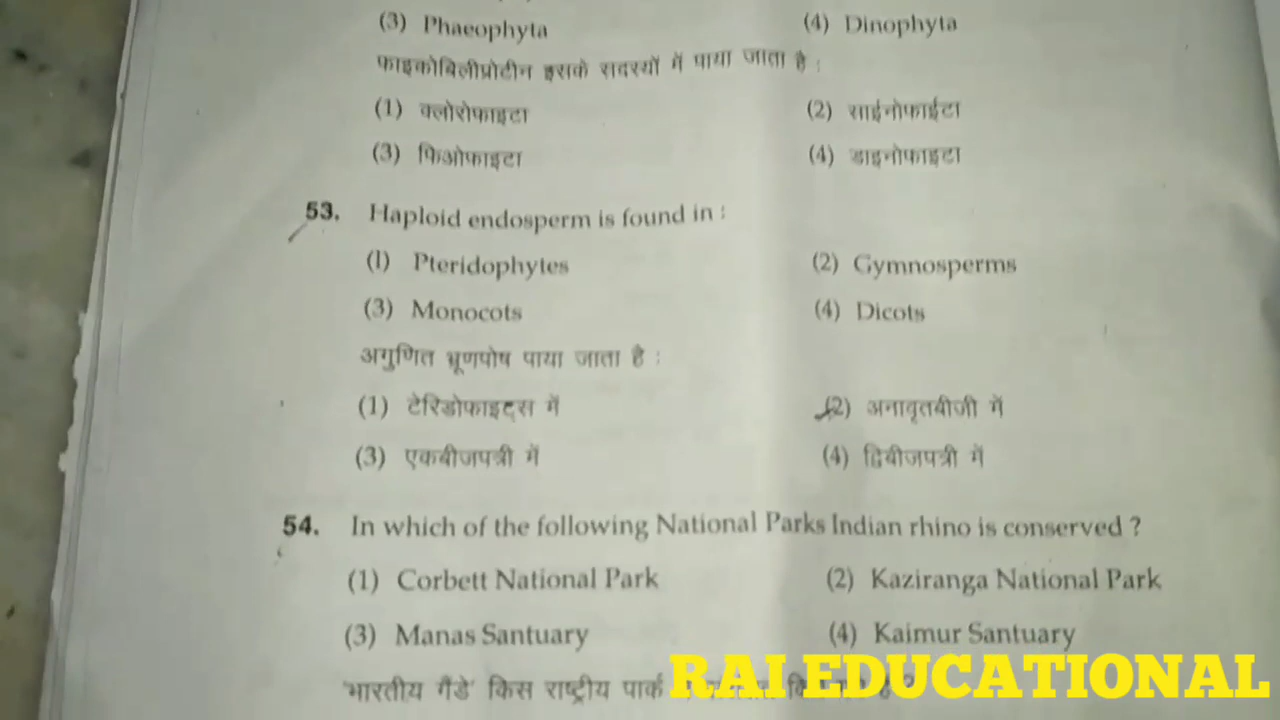 (3) Phaeophyta (4) Dinophyta
फाइकोबिलीप्रोटीन इसके सदस्यों में पाया जाता है :
(1) क्लोरोफाइटा (2) साईनोफाईटा
(3) फिओफाइटा (4) डाइनोफाइटा
53. Haploid endosperm is found in :
(1) Pteridophytes (2) Gymnosperms
(3) Monocots (4) Dicots
अगुणित भ्रूणपोष पाया जाता है :
(1) टेरिडोफाइट्स में (2) अनावृतबीजी में
(3) एकबीजपत्री में (4) द्विबीजपत्री में
54. In which of the following National Parks Indian rhino is conserved ?
(1) Corbett National Park (2) Kaziranga National Park
(3) Manas Santuary (4) Kaimur Santuary
'भारतीय गैंडे' किस राष्ट्रीय पार्क
RAI EDUCATIONAL